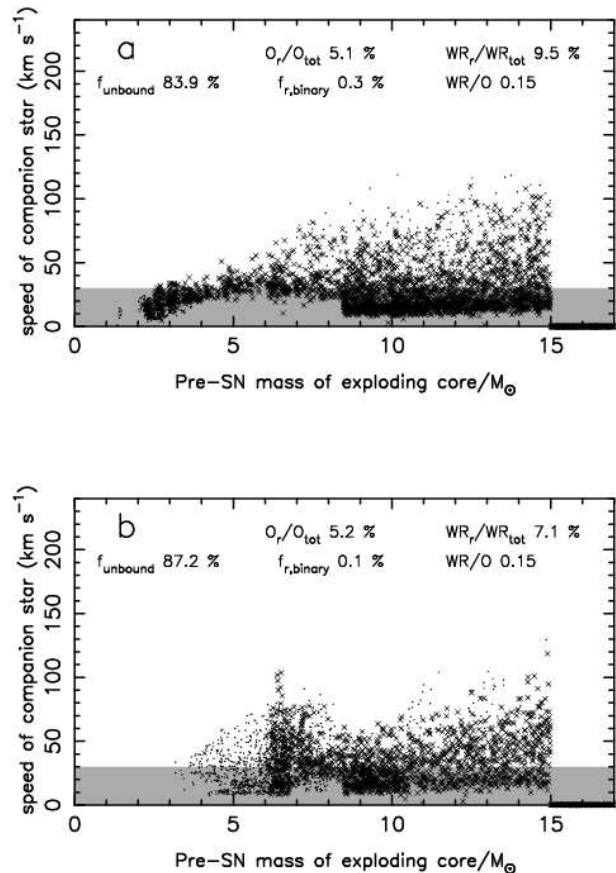 a
O_r/O_tot 5.1 %
WR_r/WR_tot 9.5 %
f_unbound 83.9 %
f_r,binary 0.3 %
WR/O 0.15
speed of companion star (km s⁻¹)
200
150
100
50
0
0 5 10 15
Pre-SN mass of exploding core/M_⊙
b
O_r/O_tot 5.2 %
WR_r/WR_tot 7.1 %
f_unbound 87.2 %
f_r,binary 0.1 %
WR/O 0.15
speed of companion star (km s⁻¹)
200
150
100
50
0
0 5 10 15
Pre-SN mass of exploding core/M_⊙